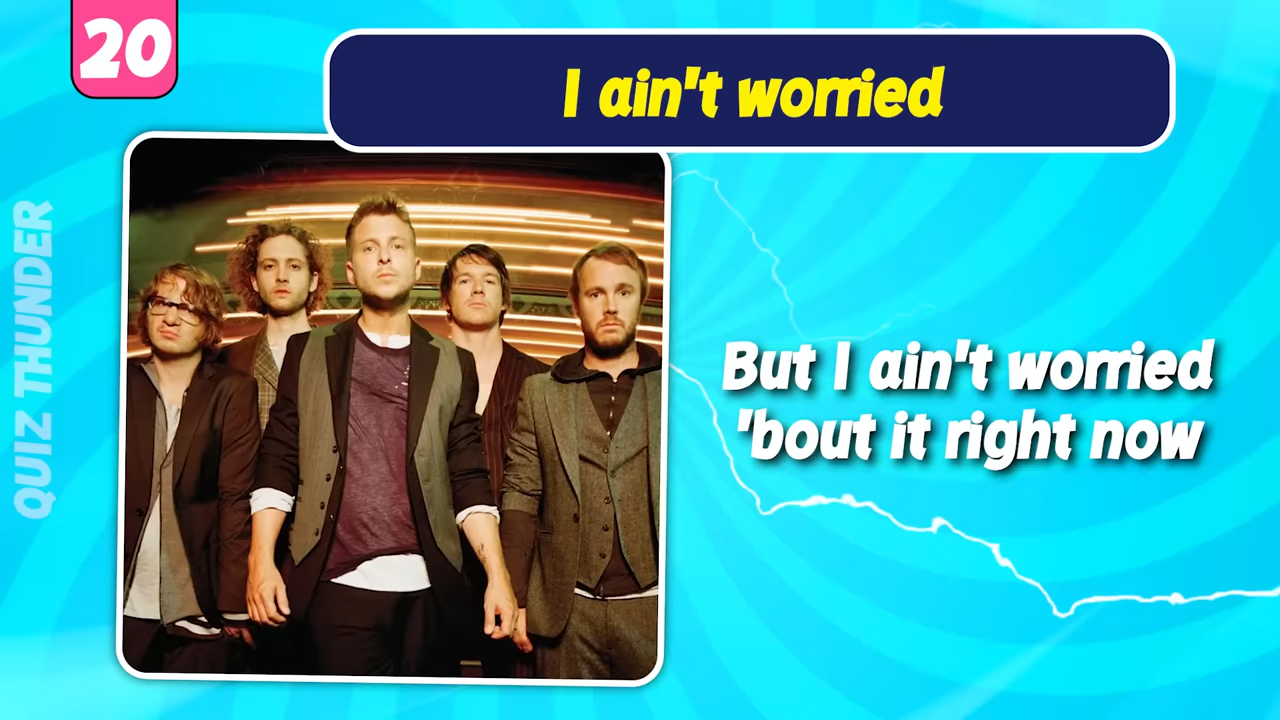 20
I ain't worried
QUIZ THUNDER
But I ain't worried
'bout it right now